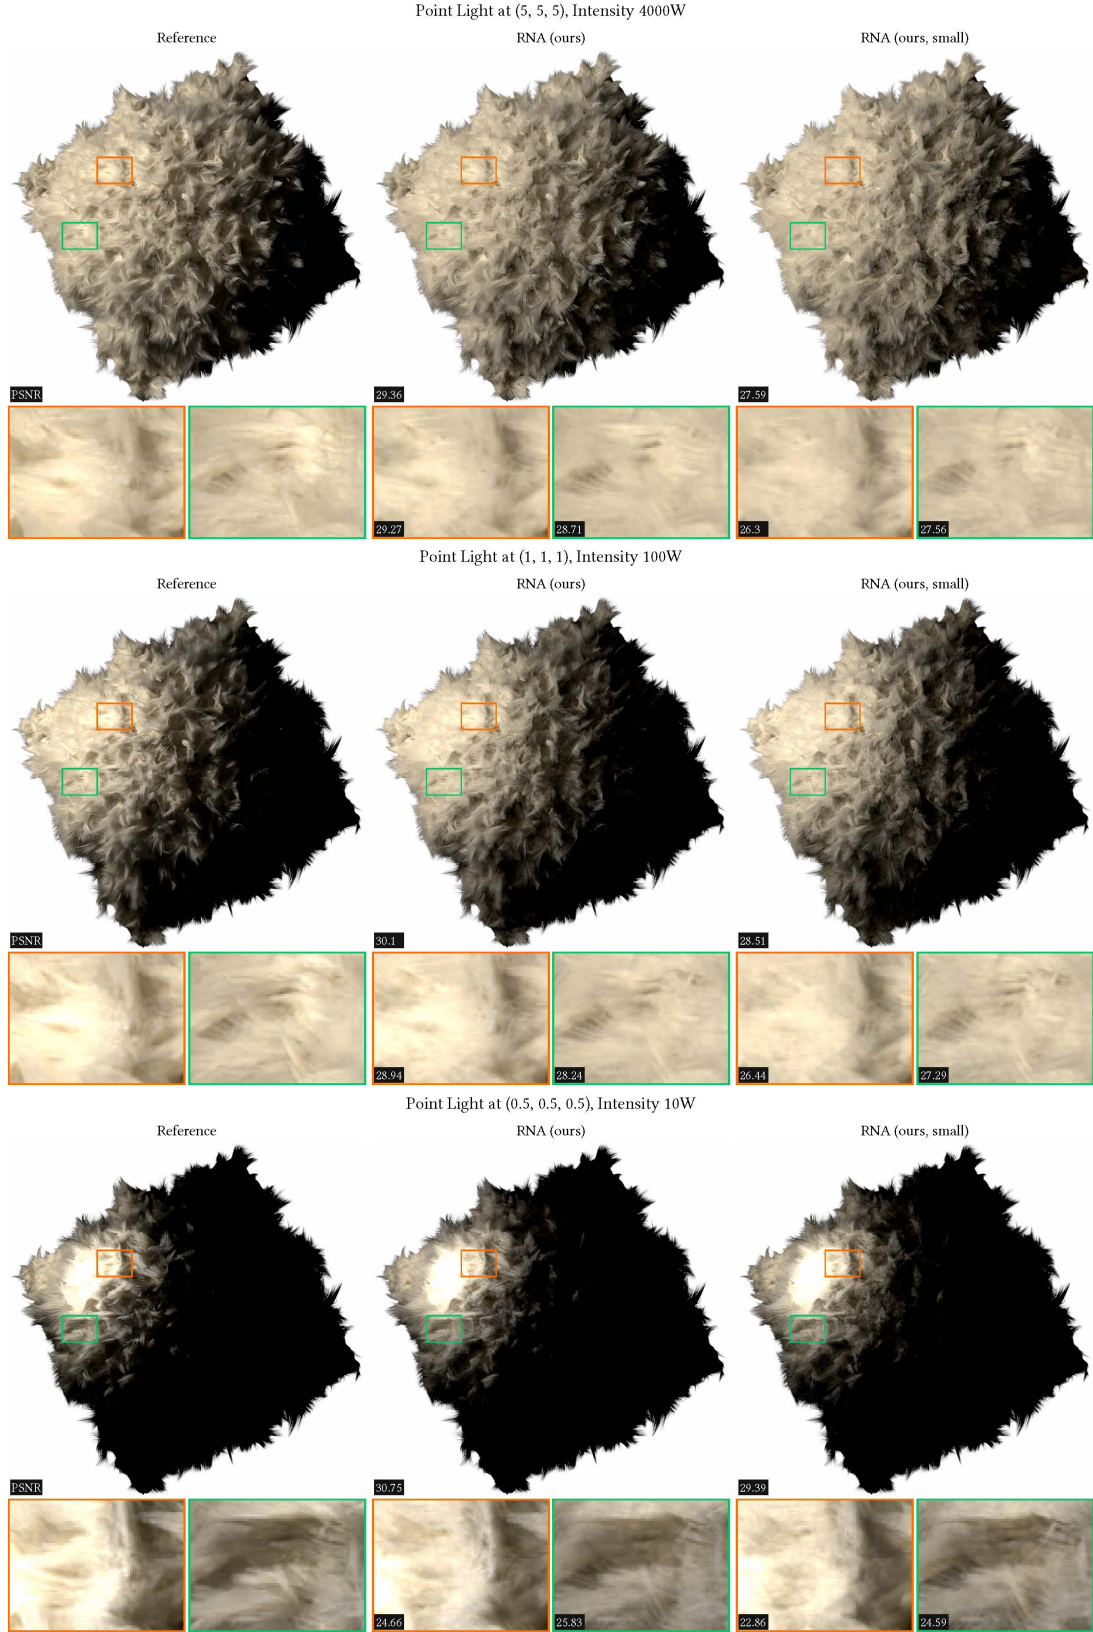 Point Light at (5, 5, 5), Intensity 4000W
Reference
RNA (ours)
RNA (ours, small)
PSNR
29.36
27.59
29.27
28.71
26.3
27.56
Point Light at (1, 1, 1), Intensity 100W
Reference
RNA (ours)
RNA (ours, small)
PSNR
30.1
28.51
28.94
28.24
26.44
27.29
Point Light at (0.5, 0.5, 0.5), Intensity 10W
Reference
RNA (ours)
RNA (ours, small)
PSNR
30.75
29.39
24.66
25.83
22.86
24.59